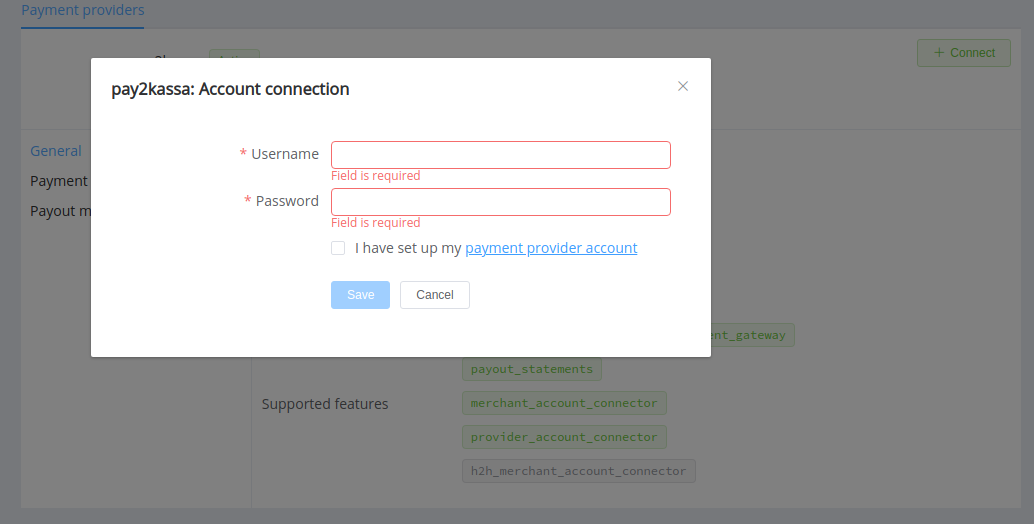 Payment providers
+ Connect
pay2kassa: Account connection
General
* Username
Field is required
Payment
* Password
Payout m
Field is required
I have set up my payment provider account
Save
Cancel
ent_gateway
payout_statements
Supported features
merchant_account_connector
provider_account_connector
h2h_merchant_account_connector